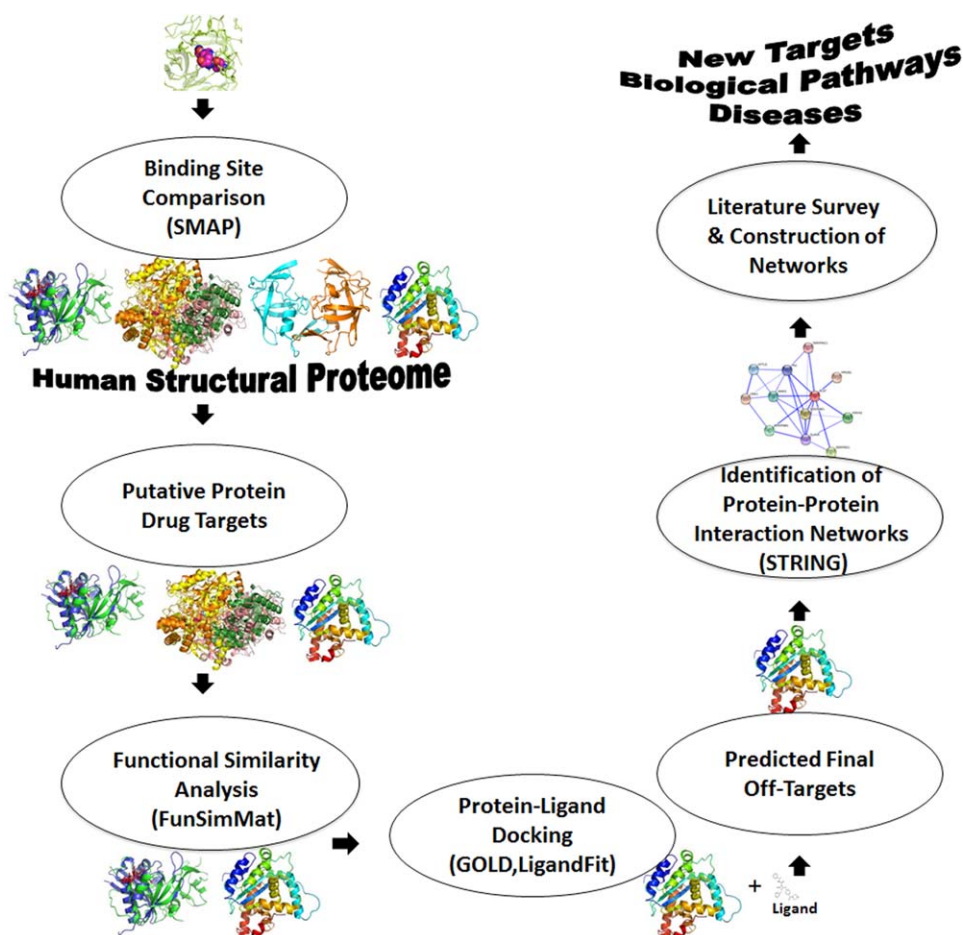 Binding Site
Comparison
(SMAP)
Human Structural Proteome
Putative Protein
Drug Targets
Functional Similarity
Analysis
(FunSimMat)
Protein-Ligand
Docking
(GOLD,LigandFit)
+
Ligand
Predicted Final
Off-Targets
Identification of
Protein-Protein
Interaction Networks
(STRING)
Literature Survey
& Construction of
Networks
New Targets
Biological Pathways
Diseases